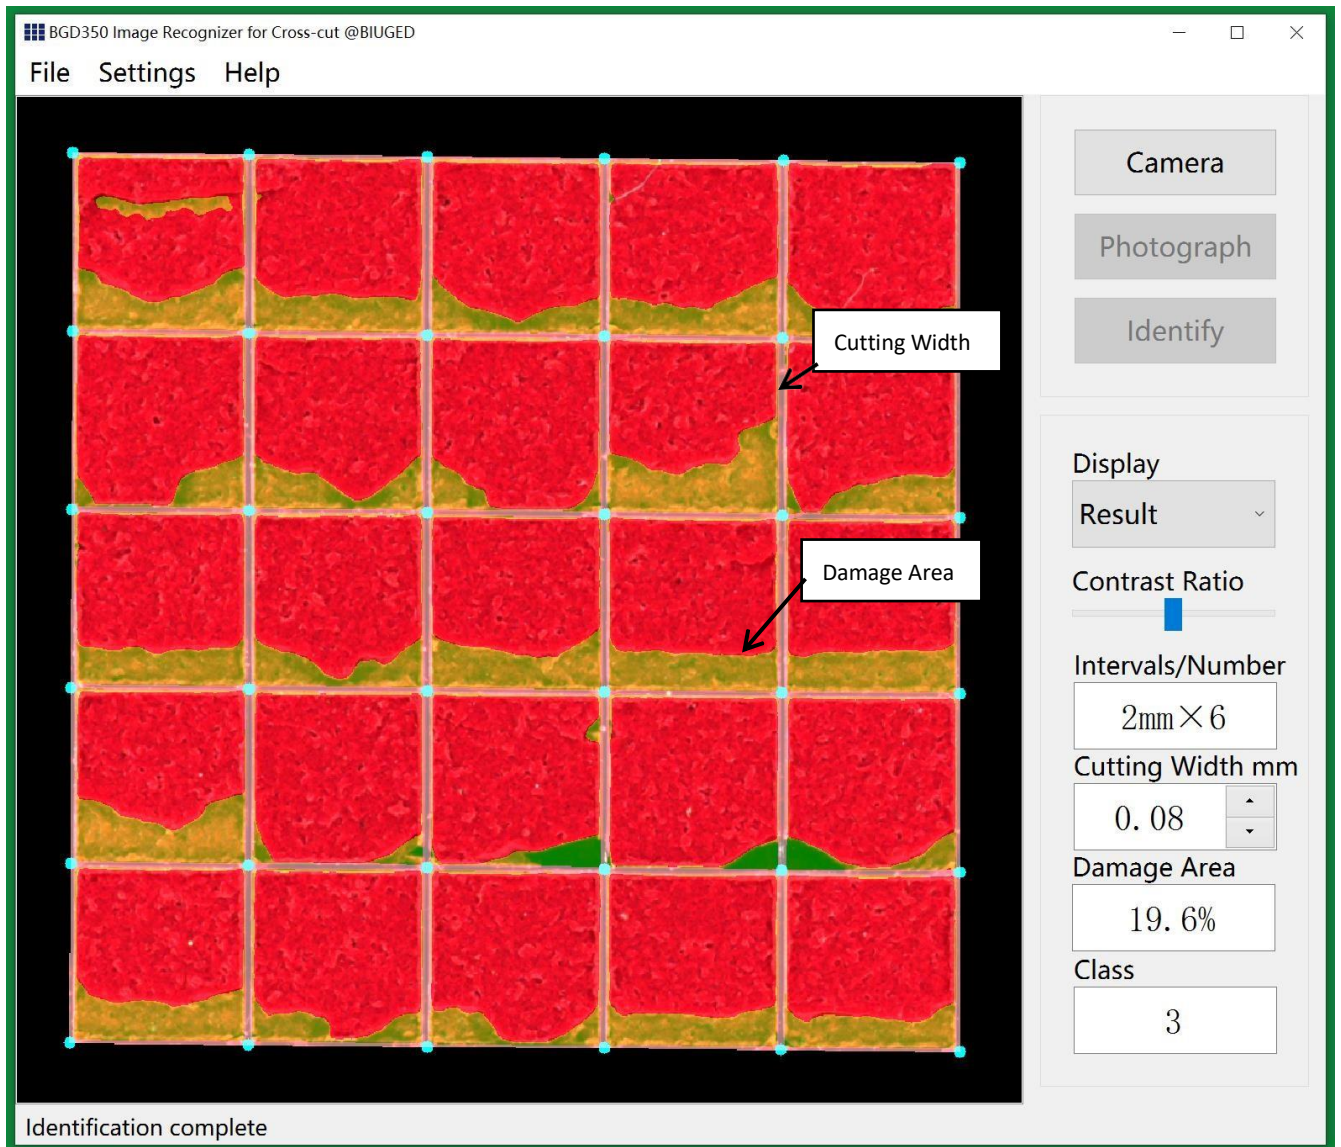 BGD350 Image Recognizer for Cross-cut @BIUGED
File Settings Help
Camera
Photograph
Identify
Cutting Width
Damage Area
Display
Result
Contrast Ratio
Intervals/Number
2mm×6
Cutting Width mm
0.08
Damage Area
19.6%
Class
3
Identification complete